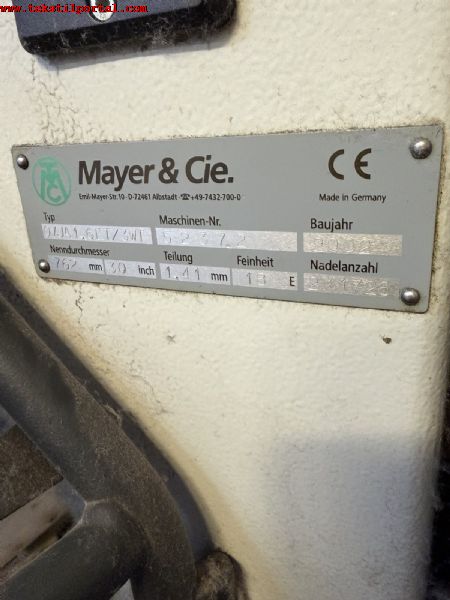 www.tekstilportal.com
Mayer & Cie.
CE
Emil-Mayer-Str.10·D-72461 Albstadt·☎+49-7432-700-0
Made in Germany
Typ Maschinen-Nr. Baujahr
Nenndurchmesser Teilung Feinheit Nadelanzahl
762 mm 30 inch 1.41 mm E